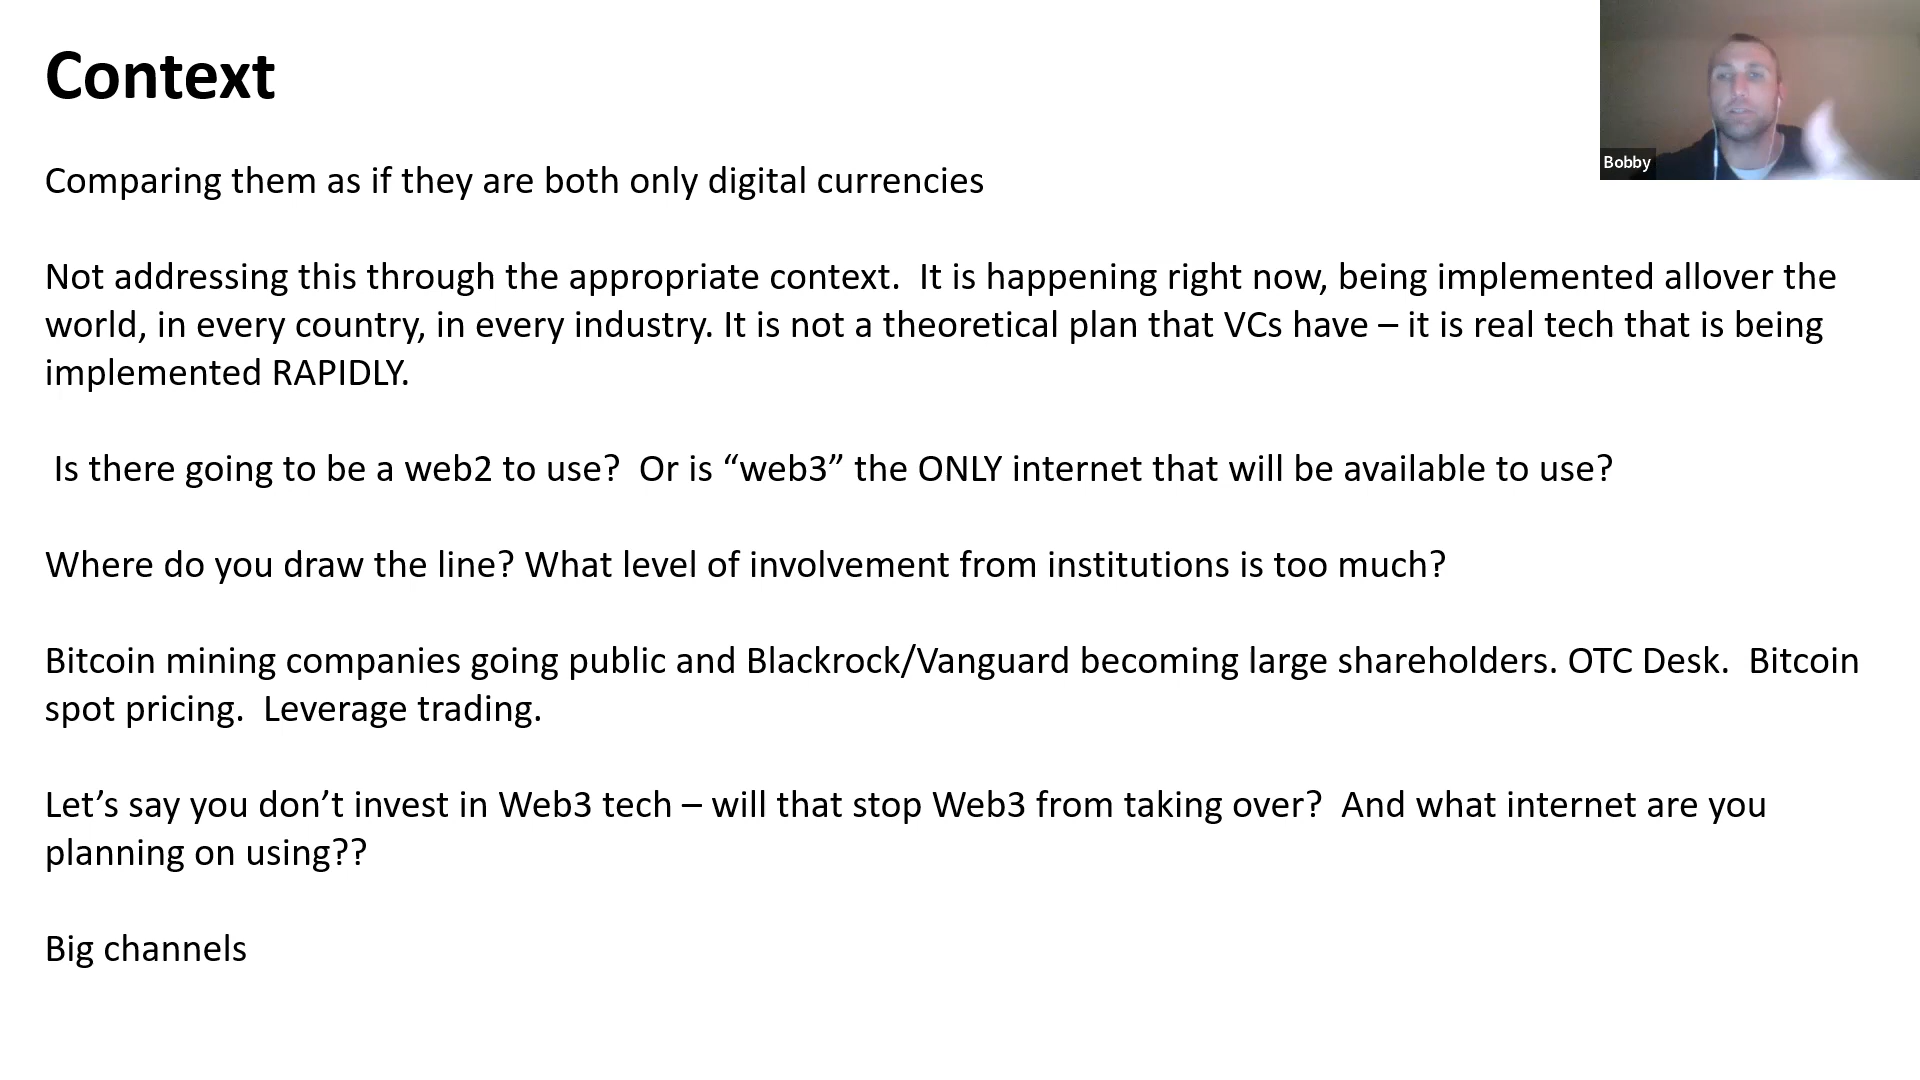 Context
Bobby
Comparing them as if they are both only digital currencies
Not addressing this through the appropriate context.  It is happening right now, being implemented allover the
world, in every country, in every industry. It is not a theoretical plan that VCs have – it is real tech that is being
implemented RAPIDLY.
Is there going to be a web2 to use?  Or is “web3” the ONLY internet that will be available to use?
Where do you draw the line? What level of involvement from institutions is too much?
Bitcoin mining companies going public and Blackrock/Vanguard becoming large shareholders. OTC Desk.  Bitcoin
spot pricing.  Leverage trading.
Let’s say you don’t invest in Web3 tech – will that stop Web3 from taking over?  And what internet are you
planning on using??
Big channels